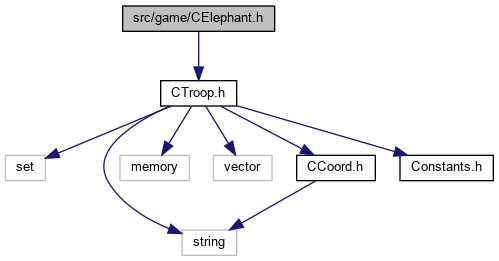 src/game/CElephant.h
CTroop.h
set
memory
vector
CCoord.h
Constants.h
string